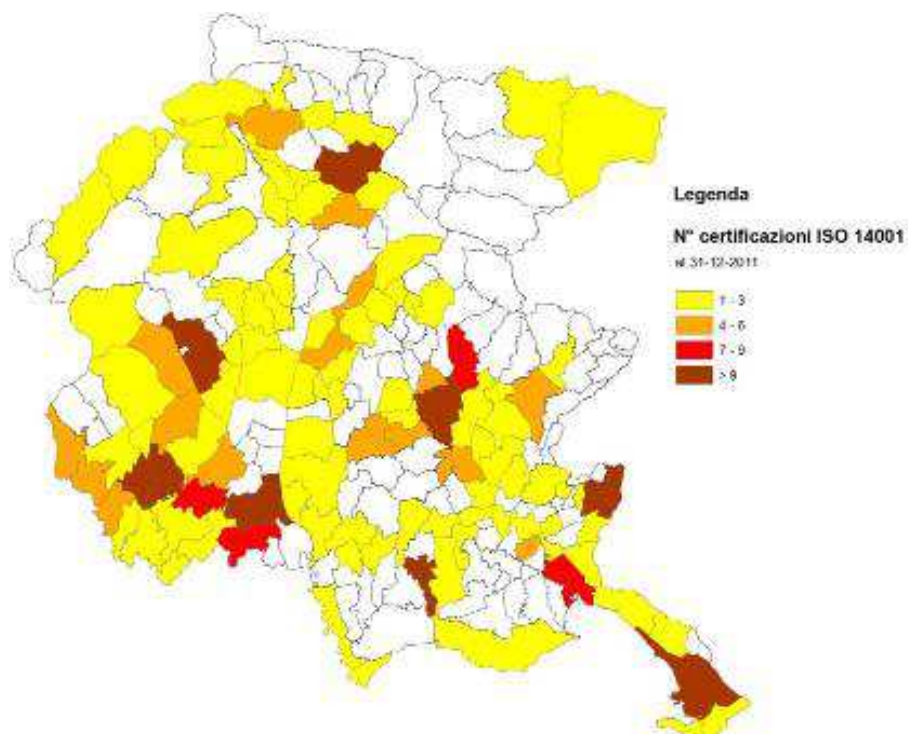 Legenda
N° certificazioni ISO 14001
al 31-12-2011
1 - 3
4 - 6
7 - 9
> 9